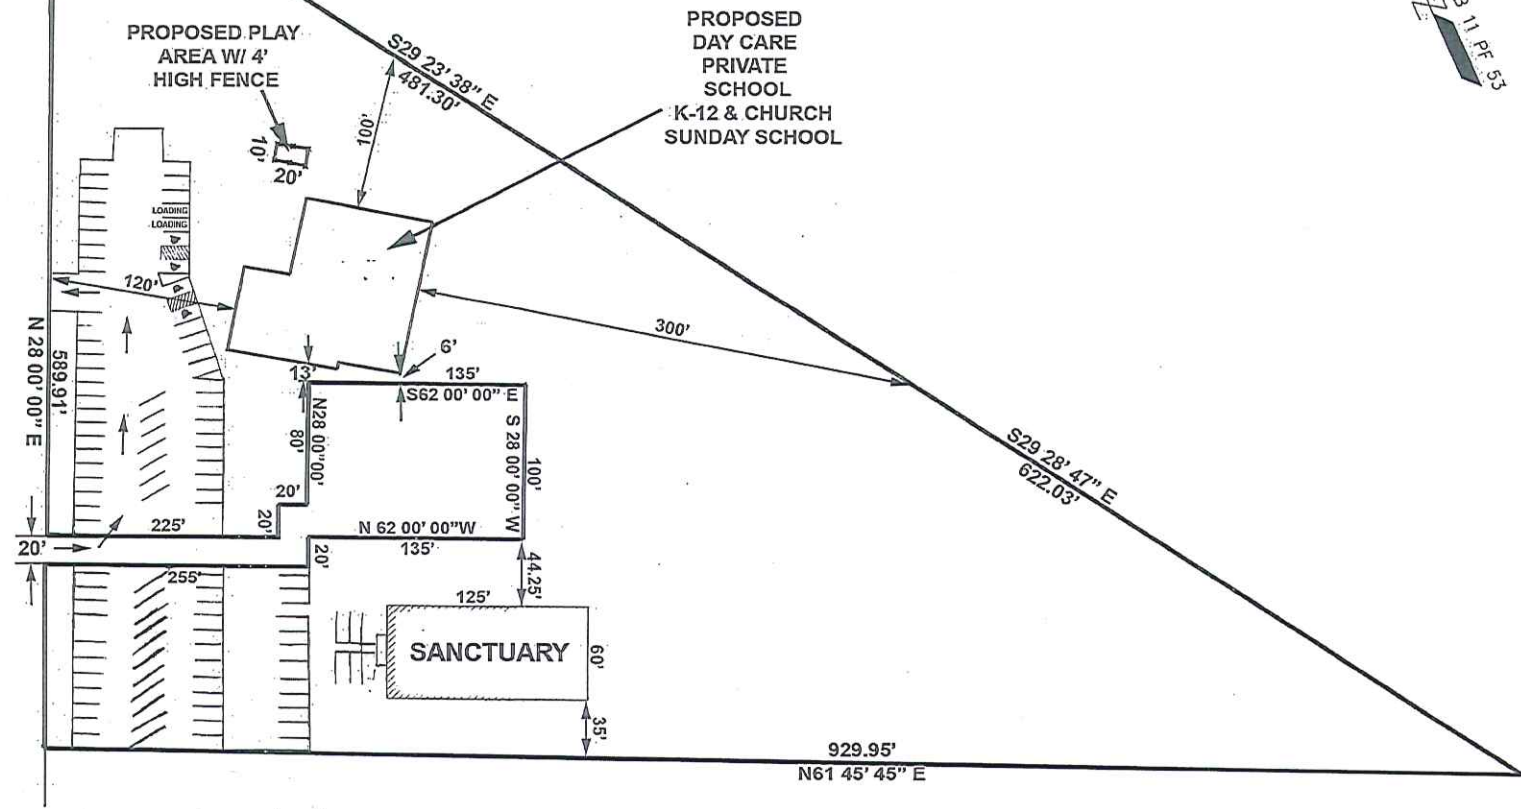 PROPOSED PLAY
AREA W/ 4'
HIGH FENCE
PROPOSED
DAY CARE
PRIVATE
SCHOOL
K-12 & CHURCH
SUNDAY SCHOOL
B 11 PF 53
S29 23' 38" E
481.30'
100'
10'
20'
LOADING
LOADING
120'
300'
N 28 00' 00" E
589.91'
6'
13'
135'
S62 00' 00" E
N28 00"00'
80'
S 28 00' 00" W
100'
S29 28' 47" E
622.03'
20'
20'
225'
N 62 00' 00"W
135'
20'
20'
255'
44.25'
125'
SANCTUARY
60'
35'
929.95'
N61 45' 45" E